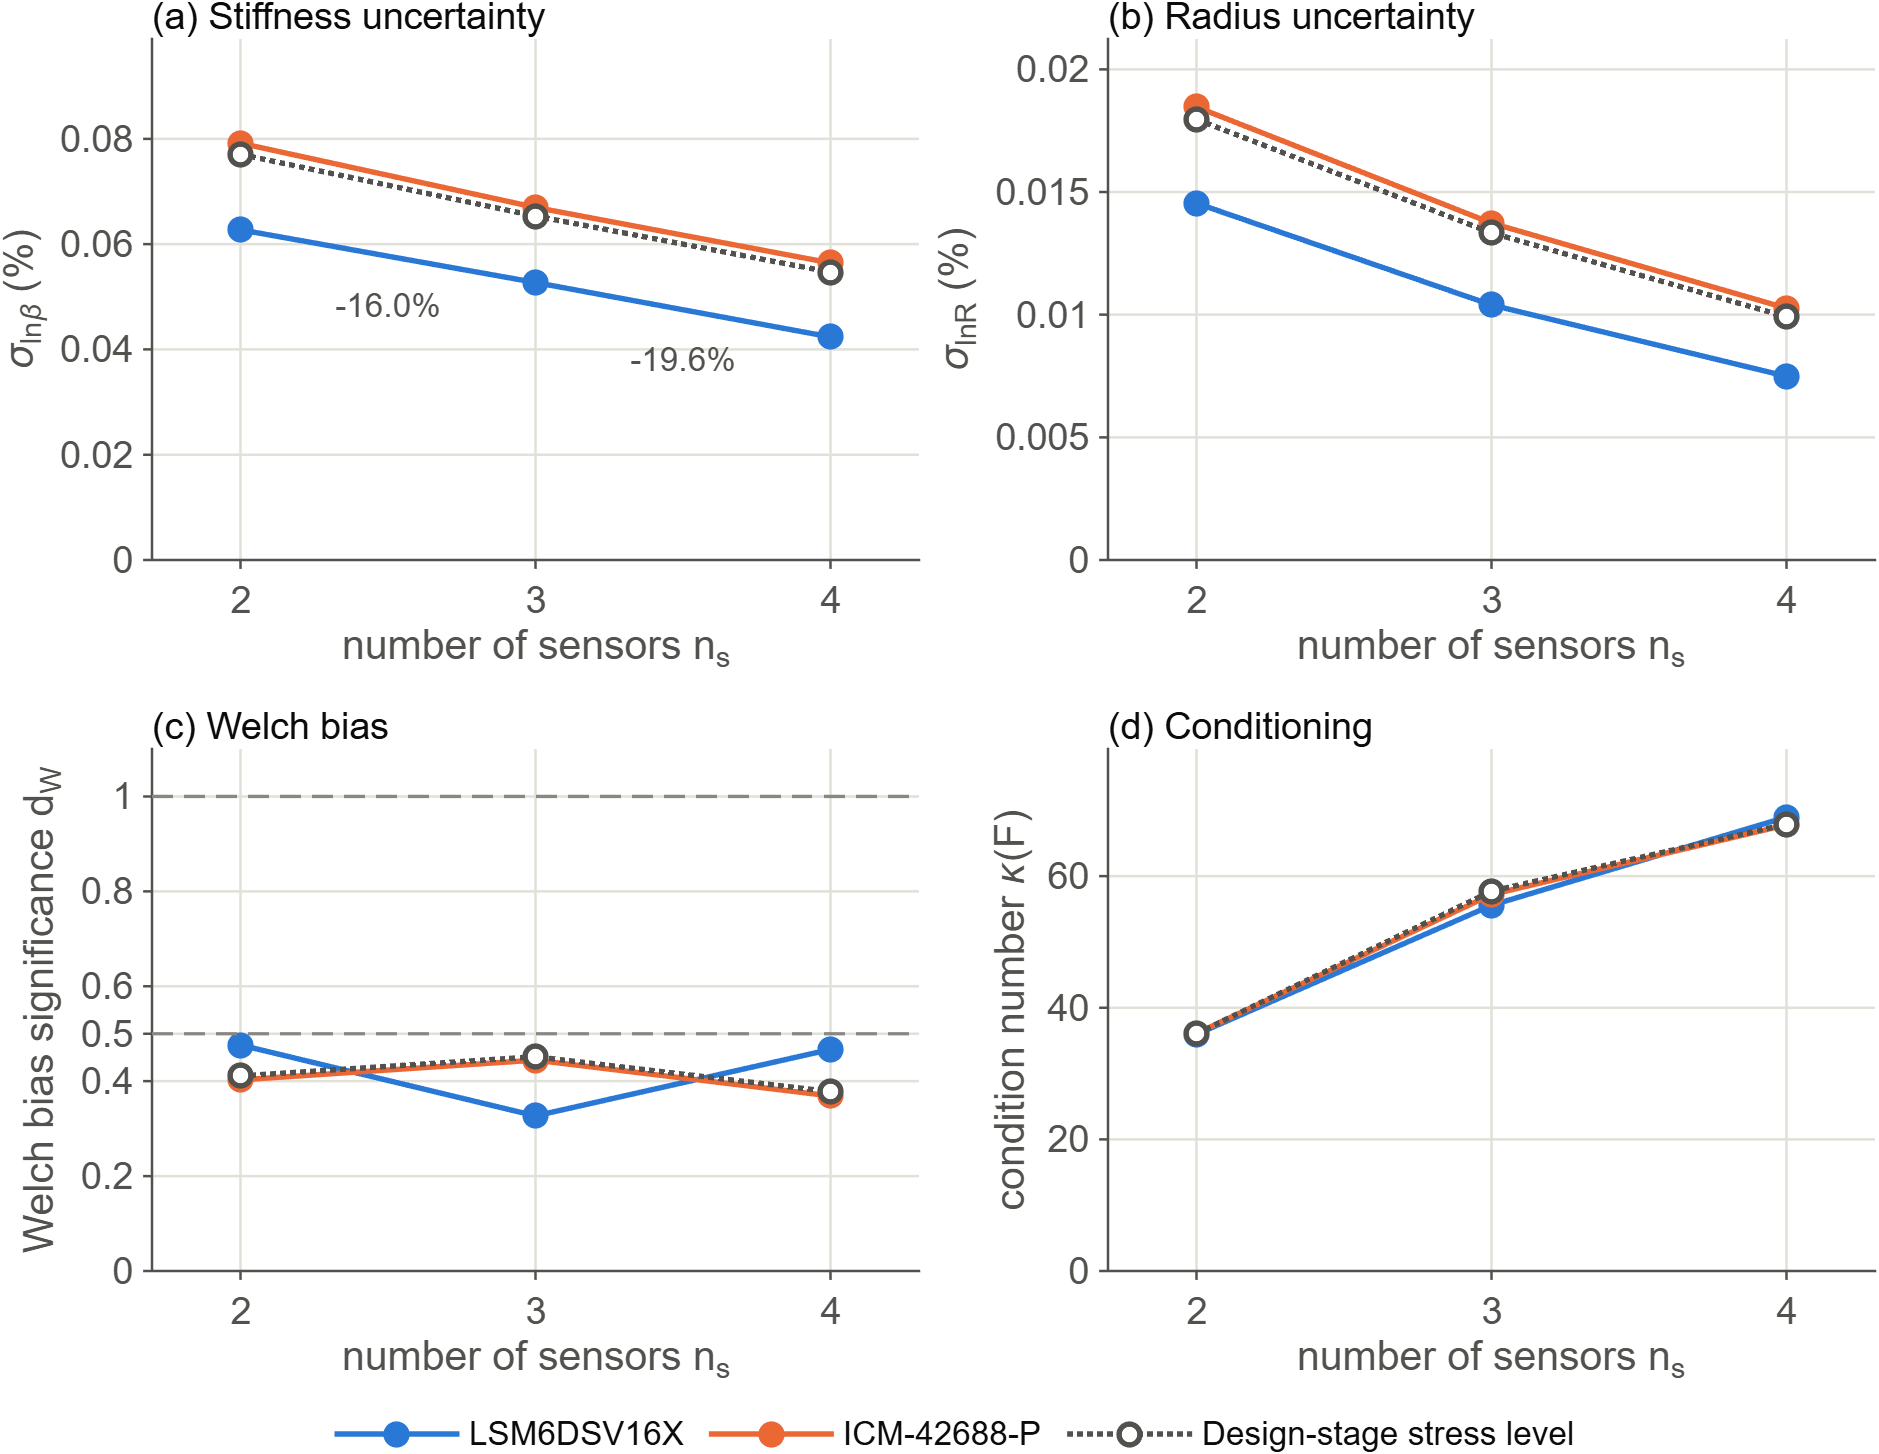 (a) Stiffness uncertainty
0.08
0.06
0.04
0.02
0
σlnβ (%)
-16.0%
-19.6%
2 3 4
number of sensors ns
(b) Radius uncertainty
0.02
0.015
0.01
0.005
0
σlnR (%)
2 3 4
number of sensors ns
(c) Welch bias
1
0.8
0.6
0.5
0.4
0.2
0
Welch bias significance dW
2 3 4
number of sensors ns
(d) Conditioning
60
40
20
0
condition number κ(F)
2 3 4
number of sensors ns
LSM6DSV16X ICM-42688-P Design-stage stress level